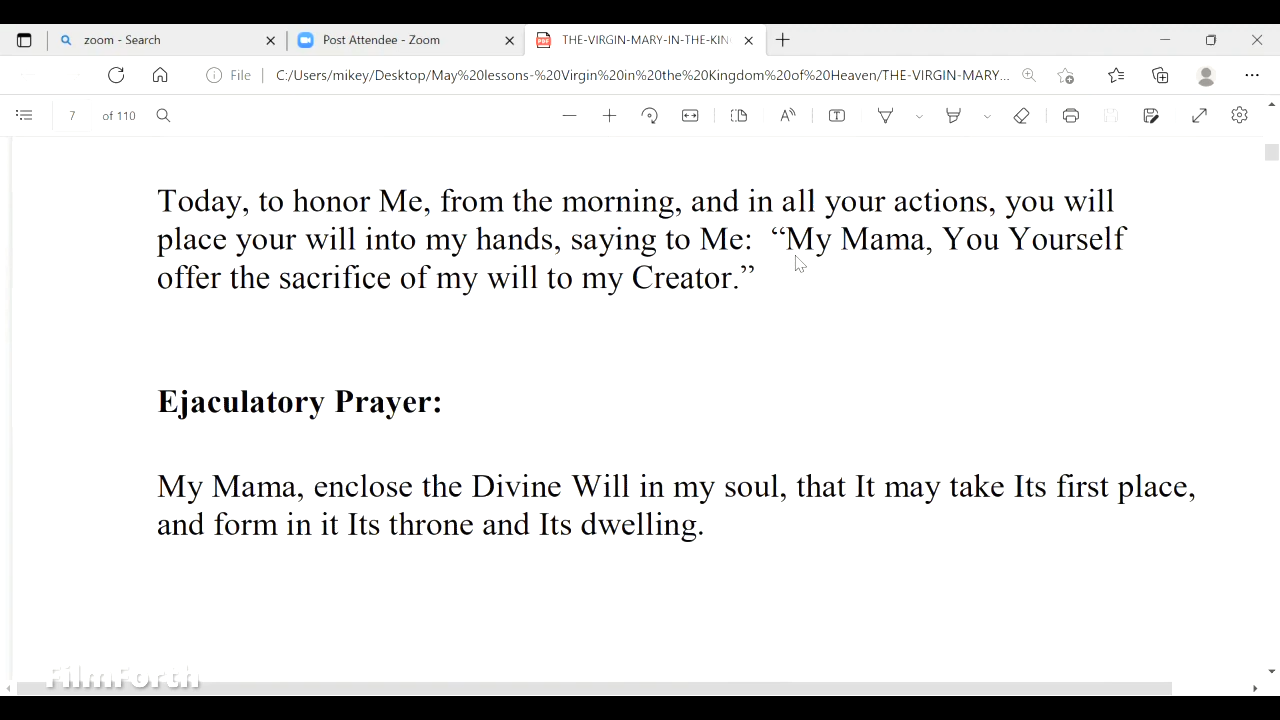 zoom - Search
Post Attendee - Zoom
THE-VIRGIN-MARY-IN-THE-KIN
File
C:/Users/mikey/Desktop/May%20lessons-%20Virgin%20in%20the%20Kingdom%20of%20Heaven/THE-VIRGIN-MARY...
7 of 110
Today, to honor Me, from the morning, and in all your actions, you will
place your will into my hands, saying to Me: “My Mama, You Yourself
offer the sacrifice of my will to my Creator.”
Ejaculatory Prayer:
My Mama, enclose the Divine Will in my soul, that It may take Its first place,
and form in it Its throne and Its dwelling.
FilmForth